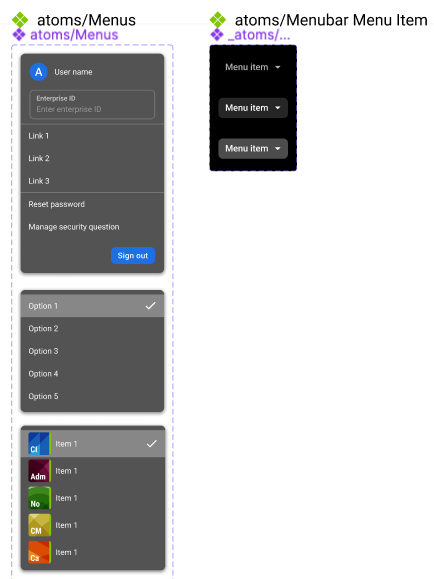 atoms/Menus
atoms/Menus
A User name
Enterprise ID
Enter enterprise ID
Link 1
Link 2
Link 3
Reset password
Manage security question
Sign out
Option 1
Option 2
Option 3
Option 4
Option 5
CI Item 1
Adm Item 1
No Item 1
CM Item 1
Ca Item 1
atoms/Menubar Menu Item
_atoms/...
Menu item
Menu item
Menu item